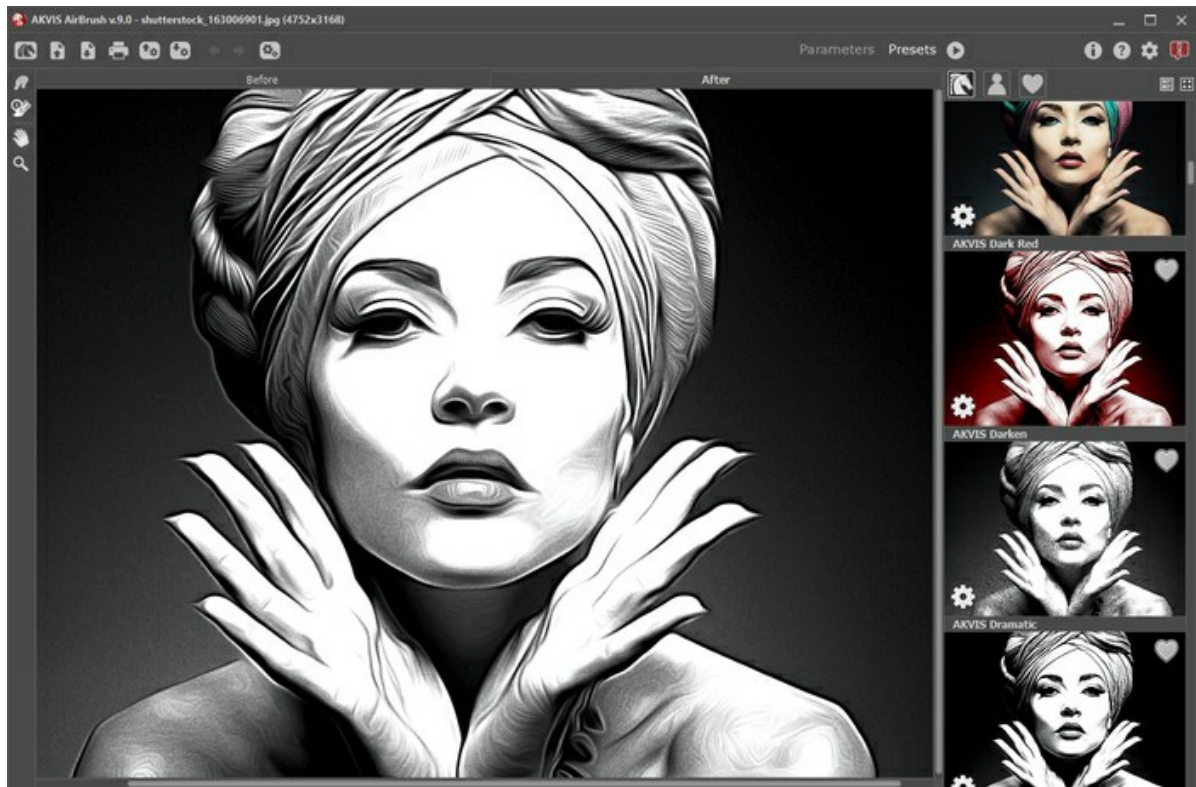 AKVIS AirBrush v.9.0 - shutterstock_163006901.jpg (4752x3168)
Parameters Presets
Before After
AKVIS Dark Red
AKVIS Darken
AKVIS Dramatic